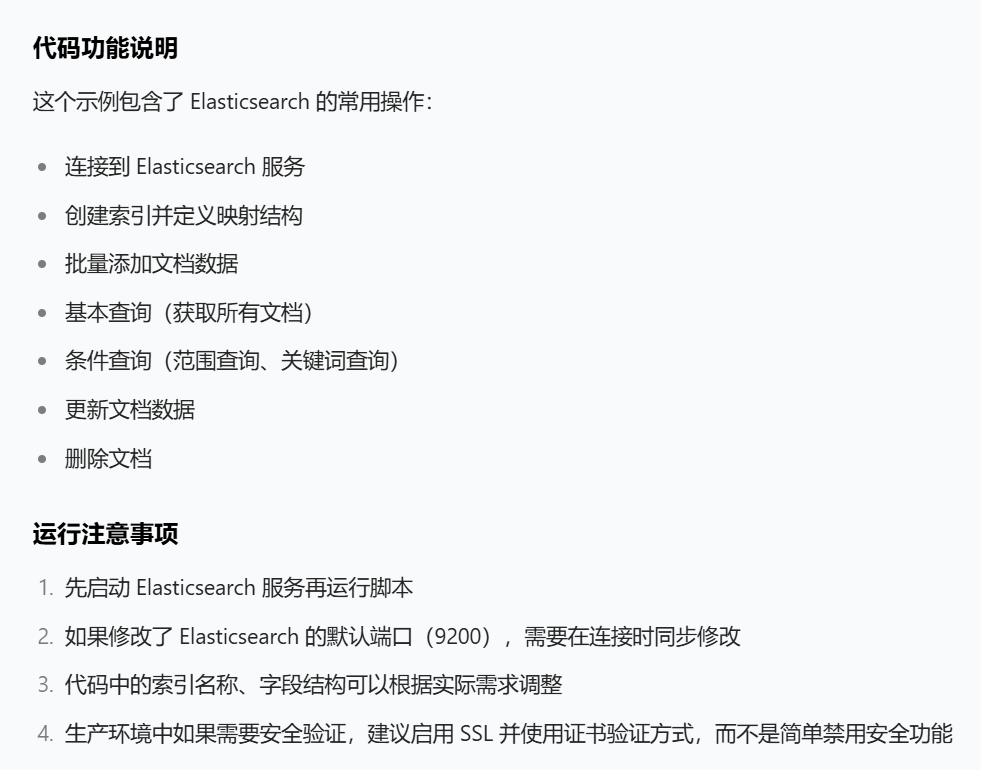 代码功能说明
这个示例包含了 Elasticsearch 的常用操作：
连接到 Elasticsearch 服务
创建索引并定义映射结构
批量添加文档数据
基本查询（获取所有文档）
条件查询（范围查询、关键词查询）
更新文档数据
删除文档
运行注意事项
1. 先启动 Elasticsearch 服务再运行脚本
2. 如果修改了 Elasticsearch 的默认端口（9200），需要在连接时同步修改
3. 代码中的索引名称、字段结构可以根据实际需求调整
4. 生产环境中如果需要安全验证，建议启用 SSL 并使用证书验证方式，而不是简单禁用安全功能